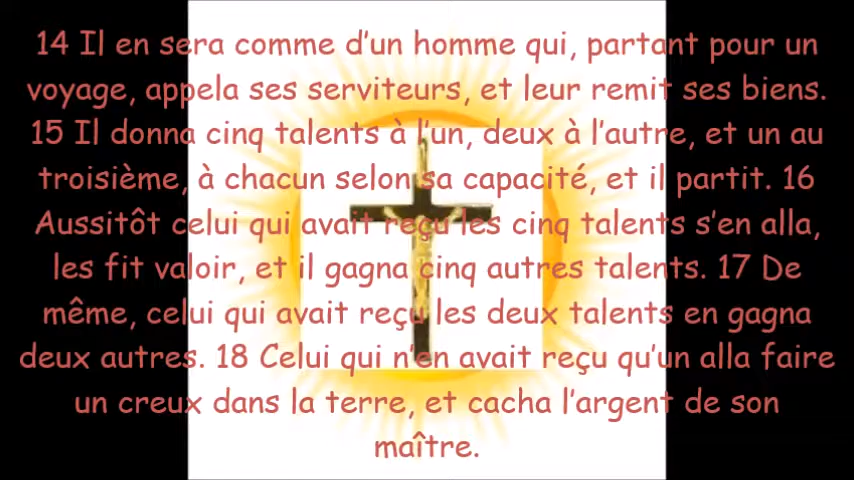 14 Il en sera comme d’un homme qui, partant pour un
voyage, appela ses serviteurs, et leur remit ses biens.
15 Il donna cinq talents à l’un, deux à l’autre, et un au
troisième, à chacun selon sa capacité, et il partit. 16
Aussitôt celui qui avait reçu les cinq talents s’en alla,
les fit valoir, et il gagna cinq autres talents. 17 De
même, celui qui avait reçu les deux talents en gagna
deux autres. 18 Celui qui n’en avait reçu qu’un alla faire
un creux dans la terre, et cacha l’argent de son
maître.